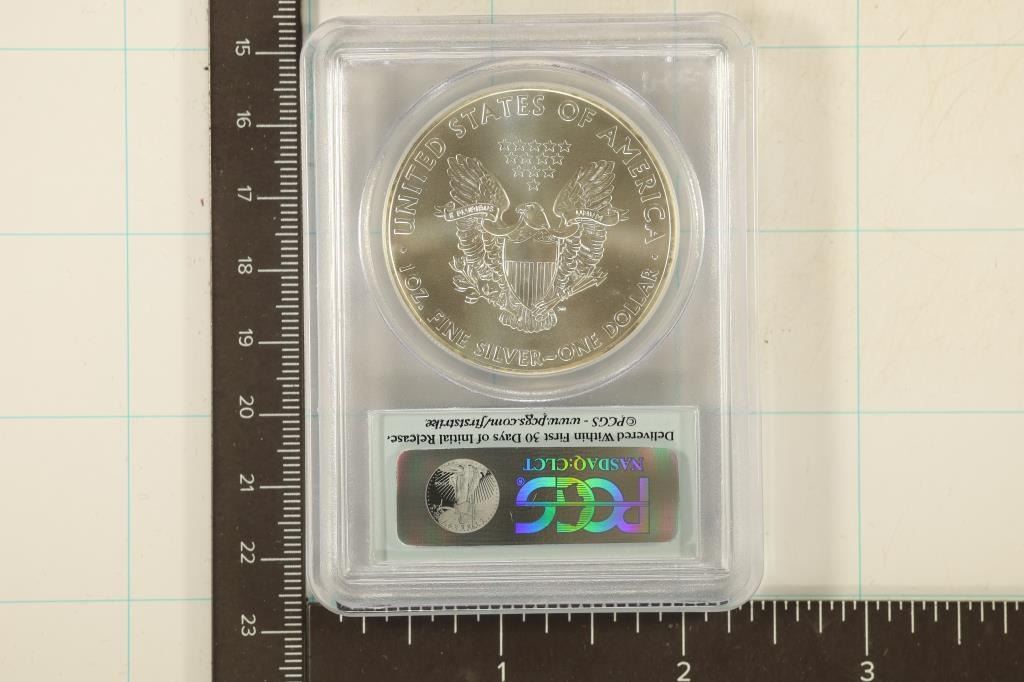 UNITED STATES OF AMERICA
E PLURIBUS
UNUM
· 1 OZ. FINE SILVER~ONE DOLLAR ·
Delivered Within First 30 Days of Initial Release.
©PCGS - www.pcgs.com/firststrike
NASDAQ:CLCT
PCGS®
15
16
17
18
19
20
21
22
23
1
2
3